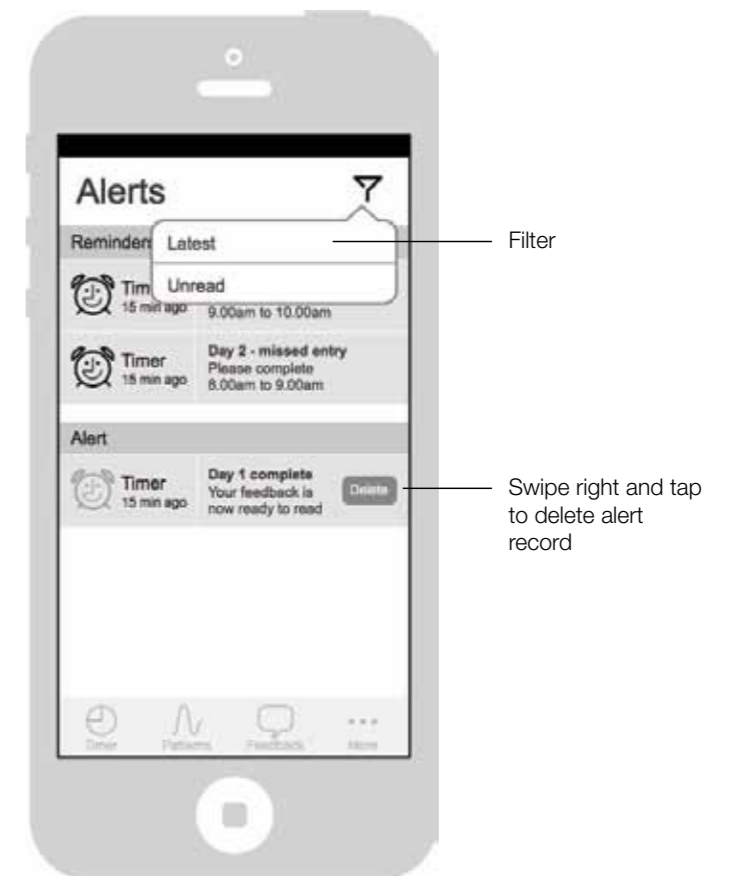 Alerts
Reminders
Latest
Filter
Tim
Unread
15 min ago
9.00am to 10.00am
Timer
15 min ago
Day 2 - missed entry
Please complete
8.00am to 9.00am
Alert
Timer
15 min ago
Day 1 complete
Your feedback is
now ready to read
Delete
Swipe right and tap
to delete alert
record
Timer
Patterns
Feedback
More